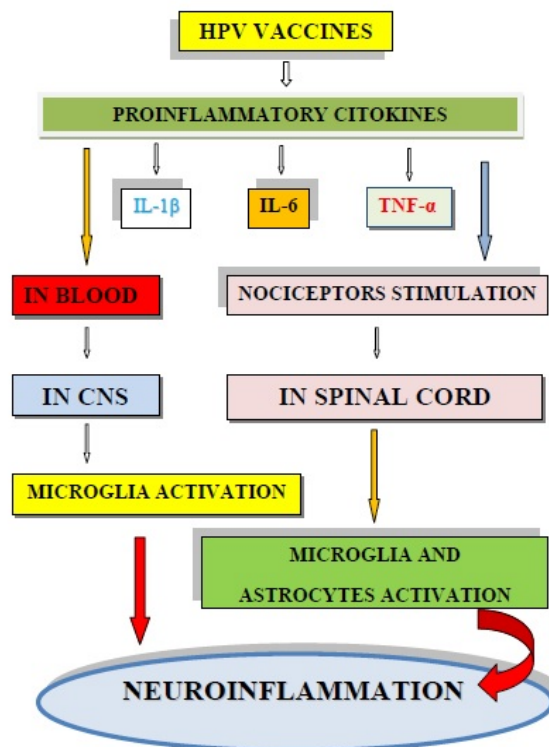 HPV VACCINES
PROINFLAMMATORY CITOKINES
IL-1β
IL-6
TNF-α
IN BLOOD
NOCICEPTORS STIMULATION
IN CNS
IN SPINAL CORD
MICROGLIA ACTIVATION
MICROGLIA AND
ASTROCYTES ACTIVATION
NEUROINFLAMMATION